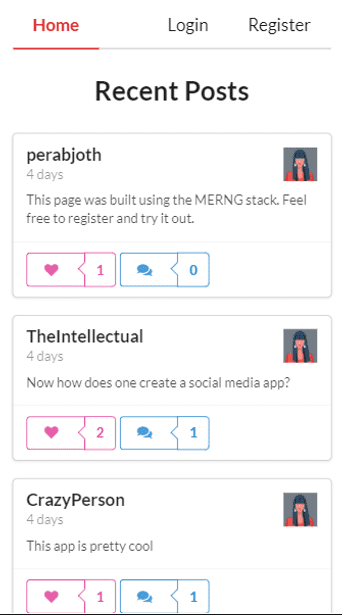 Home Login Register
Recent Posts
perabjoth
4 days
This page was built using the MERNG stack. Feel
free to register and try it out.
1 0
TheIntellectual
4 days
Now how does one create a social media app?
2 1
CrazyPerson
4 days
This app is pretty cool
1 1